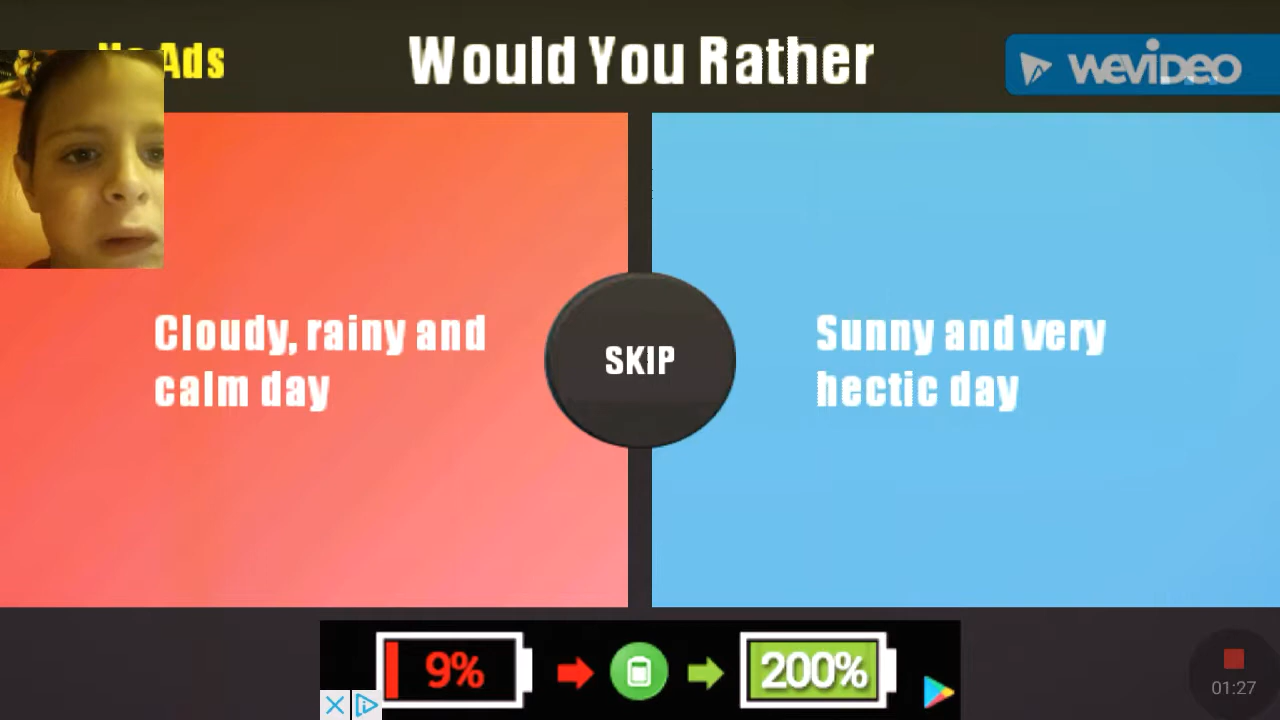 No Ads
Would You Rather
WEVIDEO
Cloudy, rainy and
calm day
SKIP
Sunny and very
hectic day
9%
200%
01:27